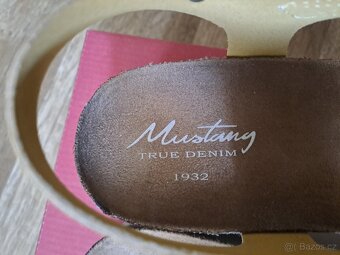 Mustang
TRUE DENIM
1932
© Bazos.cz